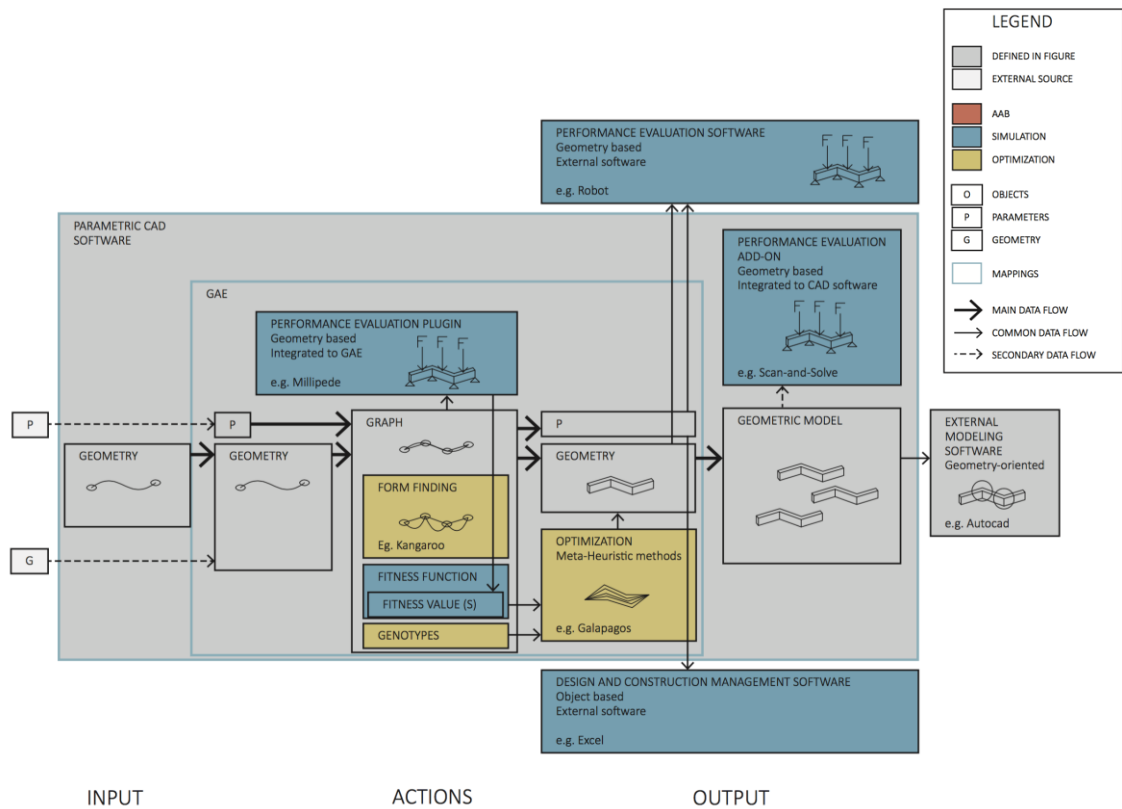 LEGEND
DEFINED IN FIGURE
EXTERNAL SOURCE
AAB
SIMULATION
OPTIMIZATION
O OBJECTS
P PARAMETERS
G GEOMETRY
MAPPINGS
MAIN DATA FLOW
COMMON DATA FLOW
SECONDARY DATA FLOW
PERFORMANCE EVALUATION SOFTWARE
Geometry based
External software
e.g. Robot
F F F
PARAMETRIC CAD
SOFTWARE
GAE
PERFORMANCE EVALUATION PLUGIN
Geometry based
Integrated to GAE
e.g. Millipede
F F F
PERFORMANCE EVALUATION
ADD-ON
Geometry based
Integrated to CAD software
F F F
e.g. Scan-and-Solve
P
P
GEOMETRY
GEOMETRY
G
GRAPH
FORM FINDING
Eg. Kangaroo
FITNESS FUNCTION
FITNESS VALUE (S)
GENOTYPES
P
GEOMETRY
OPTIMIZATION
Meta-Heuristic methods
e.g. Galapagos
GEOMETRIC MODEL
EXTERNAL
MODELING
SOFTWARE
Geometry-oriented
e.g. Autocad
DESIGN AND CONSTRUCTION MANAGEMENT SOFTWARE
Object based
External software
e.g. Excel
INPUT
ACTIONS
OUTPUT